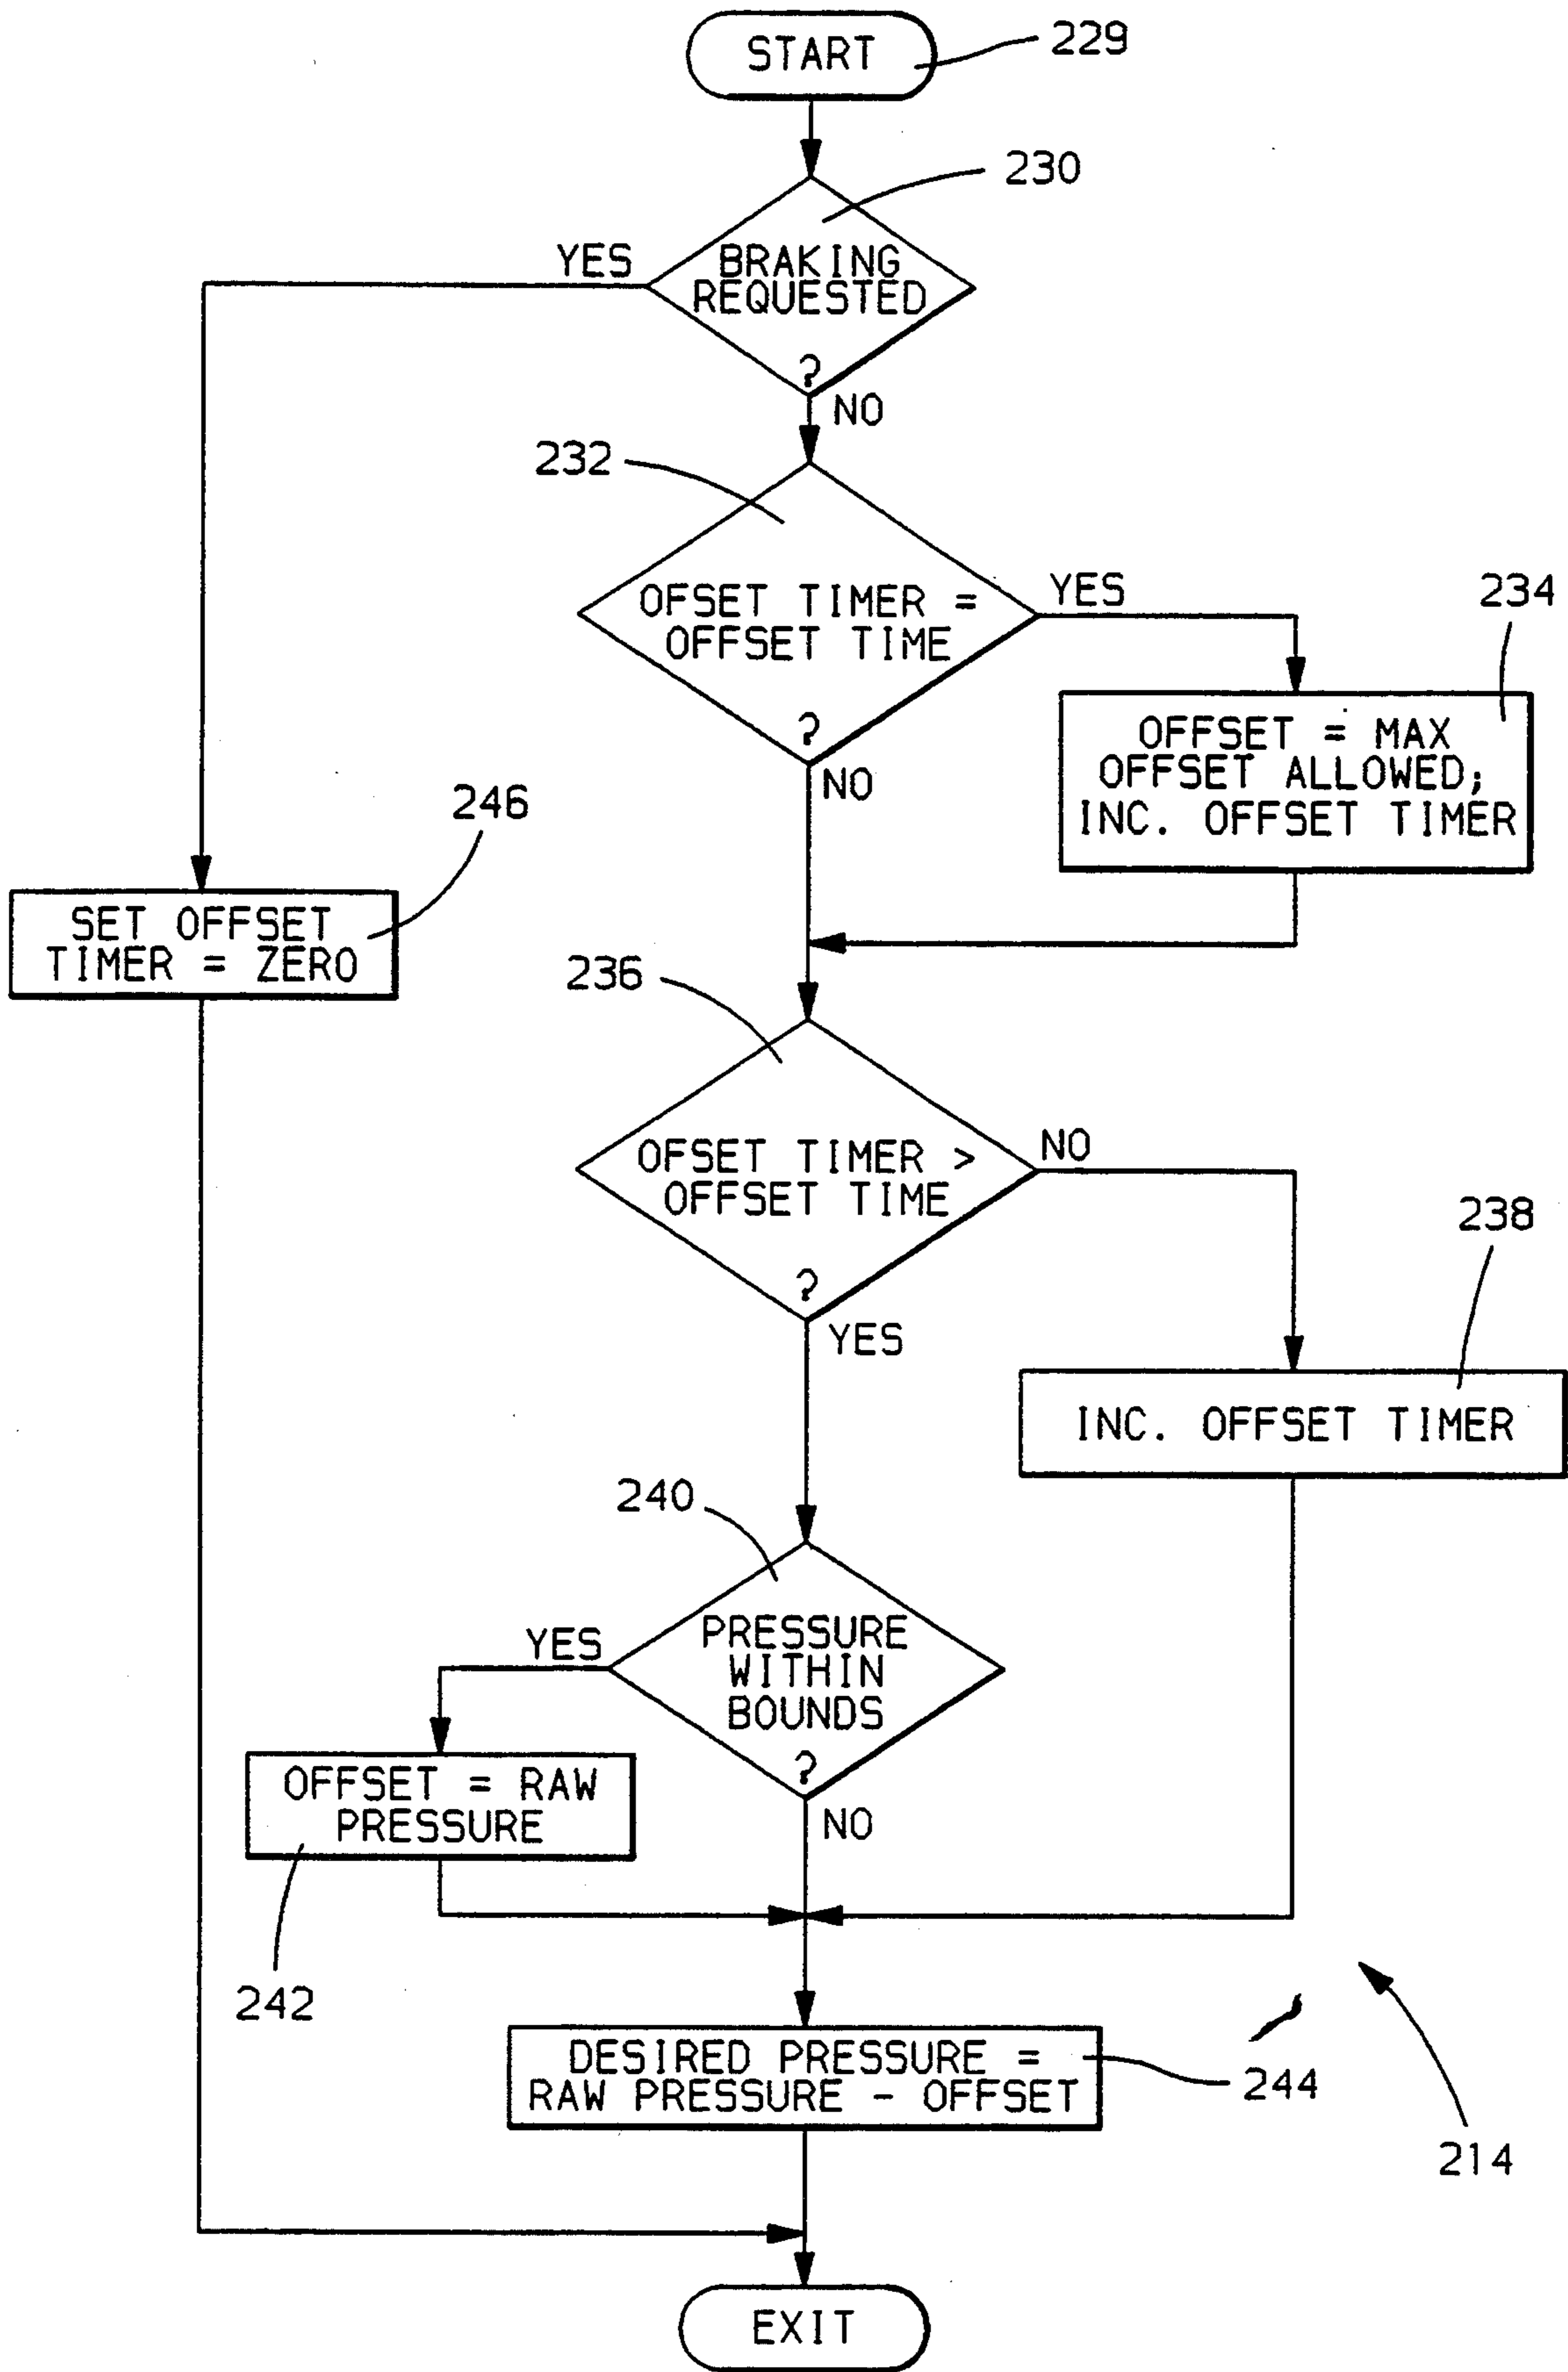 START
229
230
YES
BRAKING
REQUESTED
?
NO
232
OFSET TIMER =
OFFSET TIME
?
YES
234
NO
OFFSET = MAX
OFFSET ALLOWED;
INC. OFFSET TIMER
246
SET OFFSET
TIMER = ZERO
236
OFSET TIMER >
OFFSET TIME
?
NO
238
YES
INC. OFFSET TIMER
240
YES
PRESSURE
WITHIN
BOUNDS
?
OFFSET = RAW
PRESSURE
NO
242
DESIRED PRESSURE =
RAW PRESSURE - OFFSET
244
214
EXIT